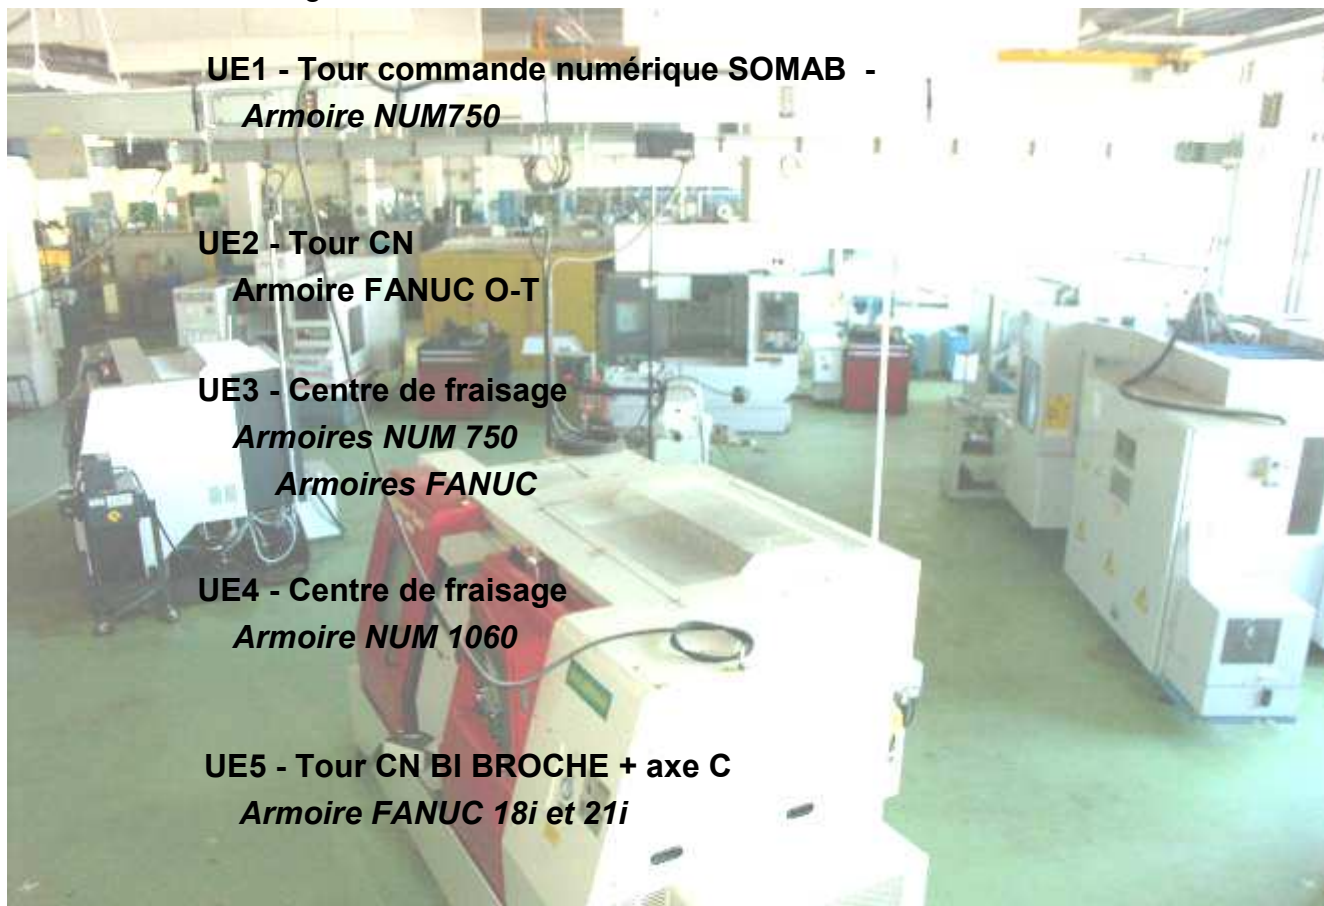 UE1 - Tour commande numérique SOMAB -
Armoire NUM750
UE2 - Tour CN
Armoire FANUC O-T
UE3 - Centre de fraisage
Armoires NUM 750
Armoires FANUC
UE4 - Centre de fraisage
Armoire NUM 1060
UE5 - Tour CN BI BROCHE + axe C
Armoire FANUC 18i et 21i